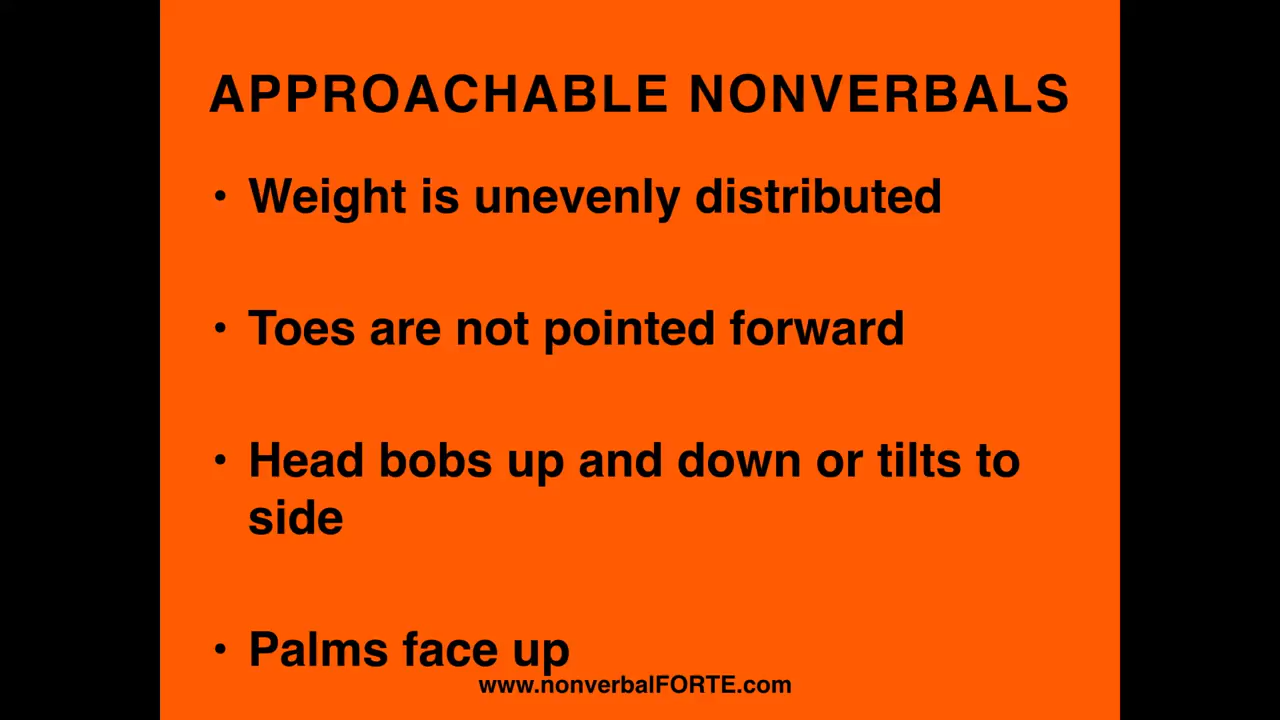 APPROACHABLE NONVERBALS
• Weight is unevenly distributed
• Toes are not pointed forward
• Head bobs up and down or tilts to
side
• Palms face up
www.nonverbalFORTE.com